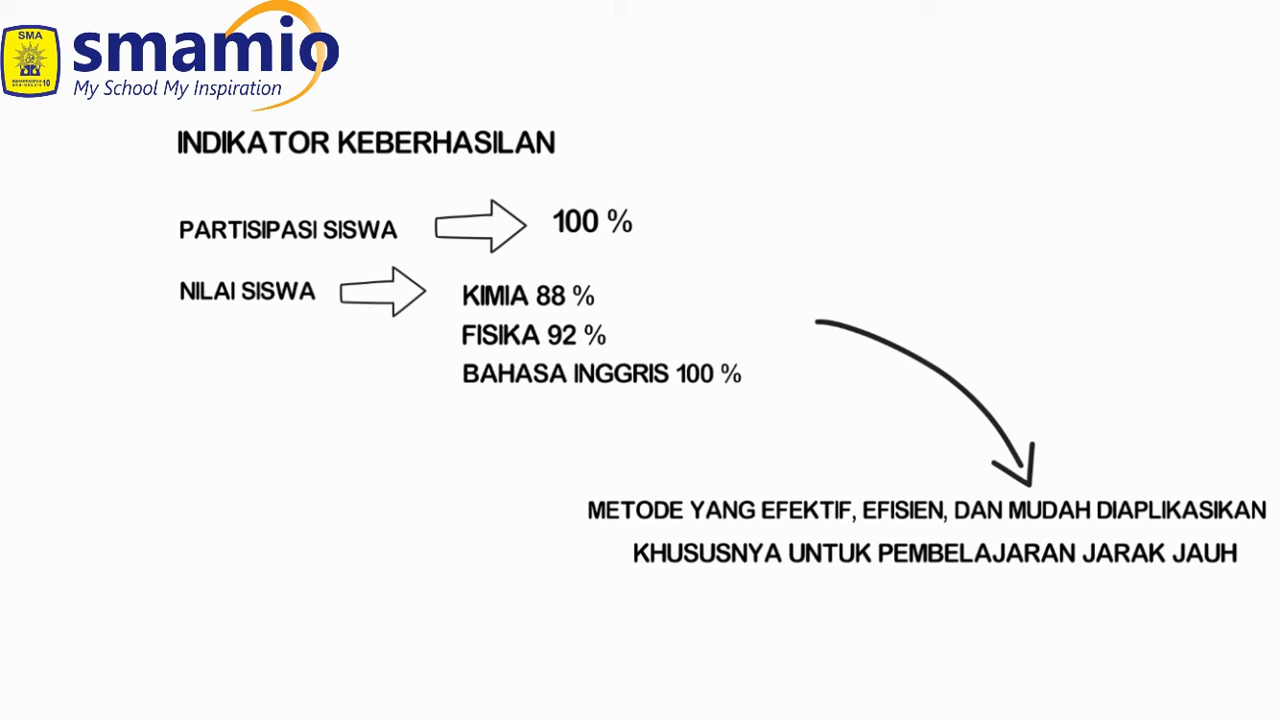 SMA
10
smamio
My School My Inspiration
INDIKATOR KEBERHASILAN
PARTISIPASI SISWA 100 %
NILAI SISWA KIMIA 88 %
FISIKA 92 %
BAHASA INGGRIS 100 %
METODE YANG EFEKTIF, EFISIEN, DAN MUDAH DIAPLIKASIKAN
KHUSUSNYA UNTUK PEMBELAJARAN JARAK JAUH